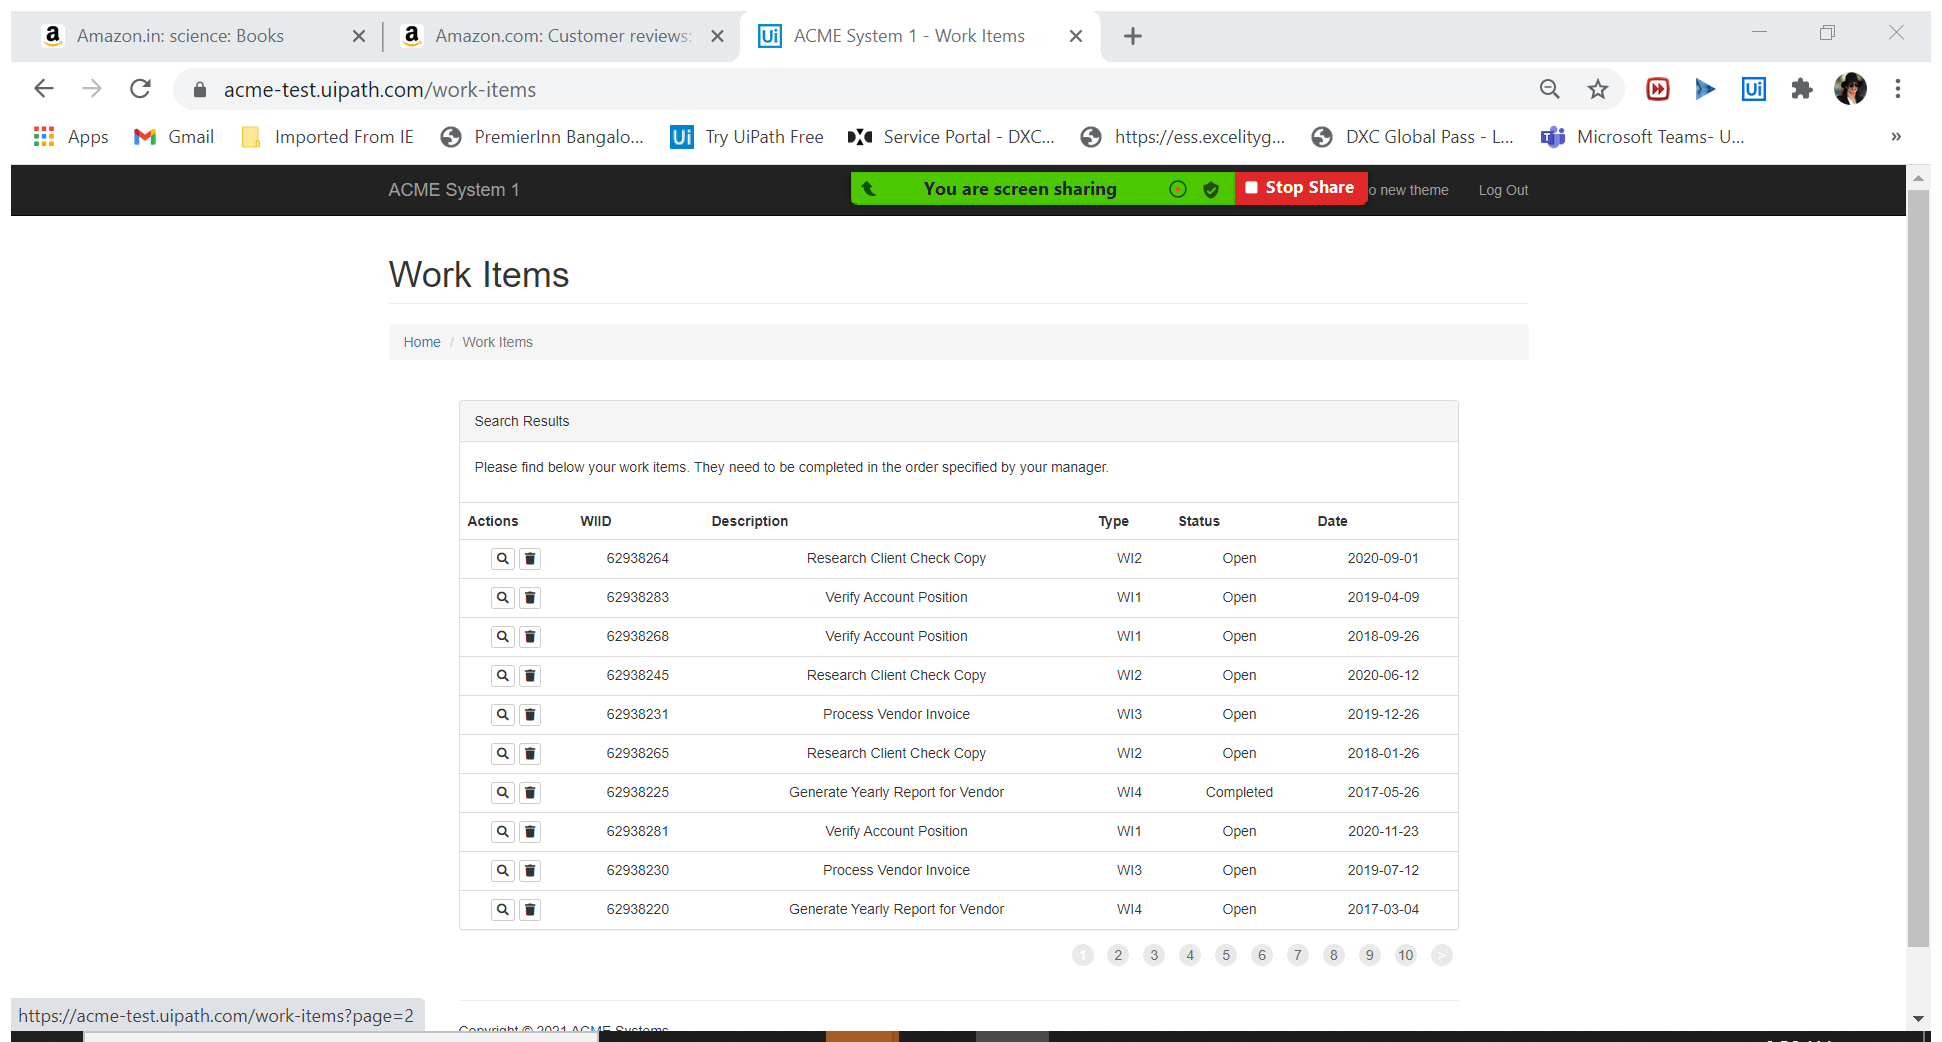 Amazon.in: science: Books
Amazon.com: Customer reviews:
Ui ACME System 1 - Work Items
acme-test.uipath.com/work-items
Ui
Apps Gmail Imported From IE PremierInn Bangalo... Ui Try UiPath Free Service Portal - DXC... https://ess.excelityg... DXC Global Pass - L... Microsoft Teams- U... »
ACME System 1 You are screen sharing Stop Share o new theme Log Out
Work Items
Home / Work Items
Search Results
Please find below your work items. They need to be completed in the order specified by your manager.
Actions WIID Description Type Status Date
62938264 Research Client Check Copy WI2 Open 2020-09-01
62938283 Verify Account Position WI1 Open 2019-04-09
62938268 Verify Account Position WI1 Open 2018-09-26
62938245 Research Client Check Copy WI2 Open 2020-06-12
62938231 Process Vendor Invoice WI3 Open 2019-12-26
62938265 Research Client Check Copy WI2 Open 2018-01-26
62938225 Generate Yearly Report for Vendor WI4 Completed 2017-05-26
62938281 Verify Account Position WI1 Open 2020-11-23
62938230 Process Vendor Invoice WI3 Open 2019-07-12
62938220 Generate Yearly Report for Vendor WI4 Open 2017-03-04
1 2 3 4 5 6 7 8 9 10 >
https://acme-test.uipath.com/work-items?page=2
Copyright © 2021 ACME Systems